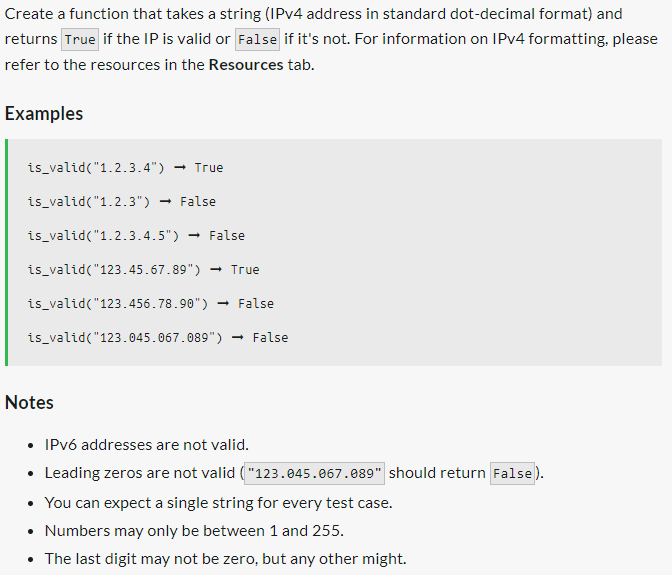 Create a function that takes a string (IPv4 address in standard dot-decimal format) and
returns True if the IP is valid or False if it's not. For information on IPv4 formatting, please
refer to the resources in the Resources tab.
Examples
is_valid("1.2.3.4") ➞ True
is_valid("1.2.3") ➞ False
is_valid("1.2.3.4.5") ➞ False
is_valid("123.45.67.89") ➞ True
is_valid("123.456.78.90") ➞ False
is_valid("123.045.067.089") ➞ False
Notes
• IPv6 addresses are not valid.
• Leading zeros are not valid ("123.045.067.089" should return False).
• You can expect a single string for every test case.
• Numbers may only be between 1 and 255.
• The last digit may not be zero, but any other might.